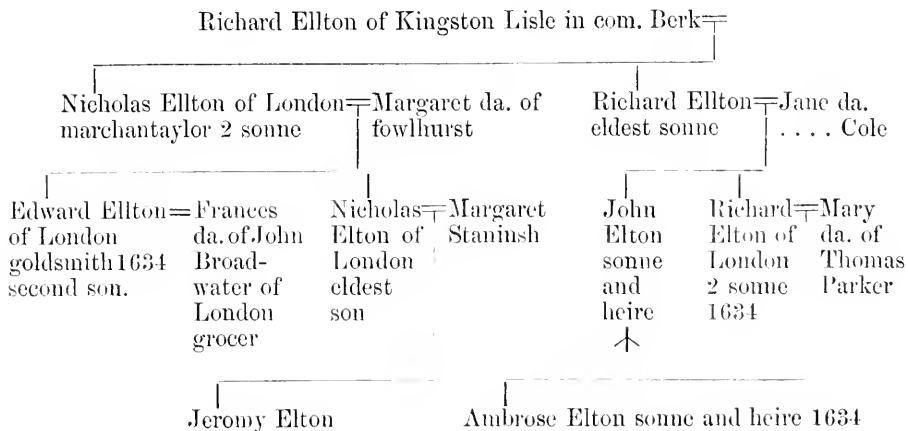 Richard Ellton of Kingston Lisle in com. Berk
Nicholas Ellton of London=Margaret da. of
marchantaylor 2 sonne
fowlhurst
Richard Ellton=Jane da.
eldest sonne
.... Cole
Edward Ellton=Frances
of London
goldsmith 1634
second son.
da. of John
Broad-
water of
London
grocer
Nicholas=Margaret
Elton of
London
eldest
son
Staninsh
John
Elton
sonne
and
heire
Richard=Mary
Elton of
London
2 sonne
1634
da. of
Thomas
Parker
Jeromy Elton
Ambrose Elton sonne and heire 1634